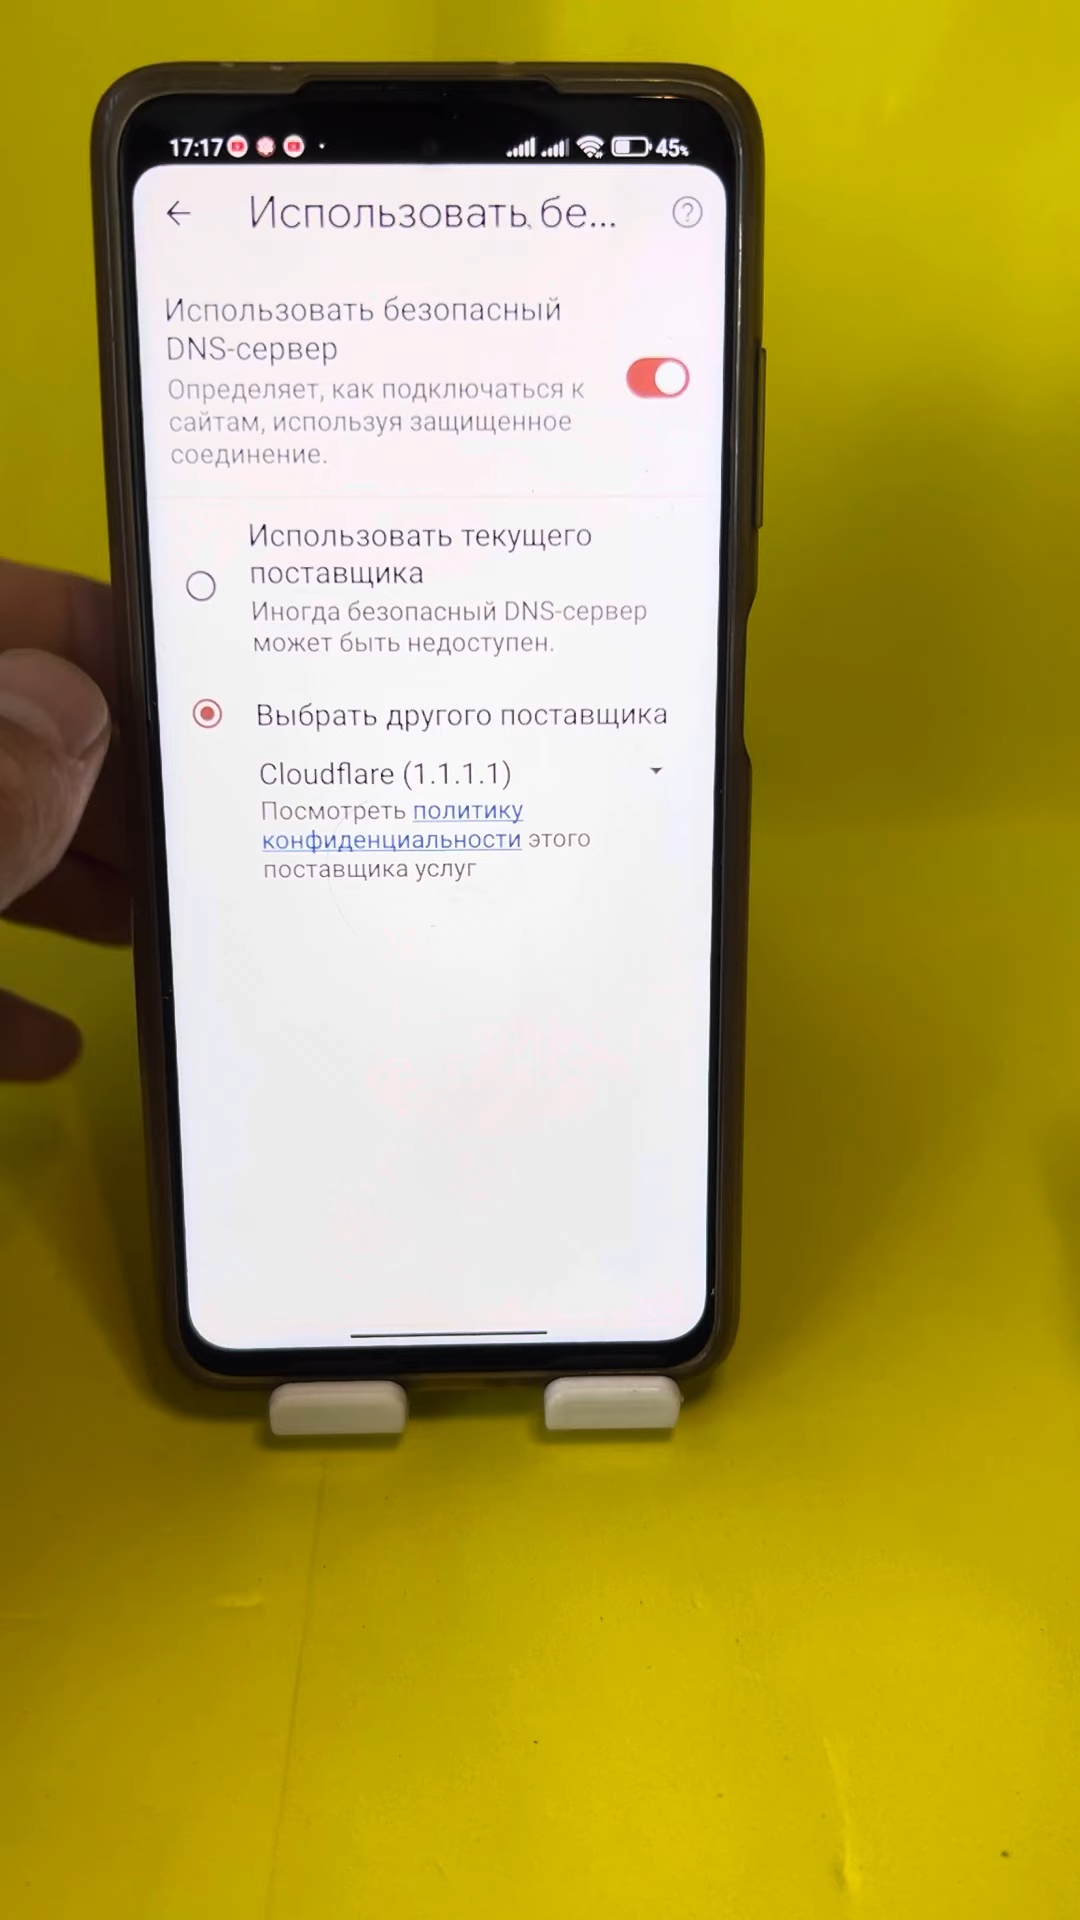 17:17
45%
Использовать бе...
Использовать безопасный
DNS-сервер
Определяет, как подключаться к
сайтам, используя защищенное
соединение.
Использовать текущего
поставщика
Иногда безопасный DNS-сервер
может быть недоступен.
Выбрать другого поставщика
Cloudflare (1.1.1.1)
Посмотреть политику
конфиденциальности этого
поставщика услуг